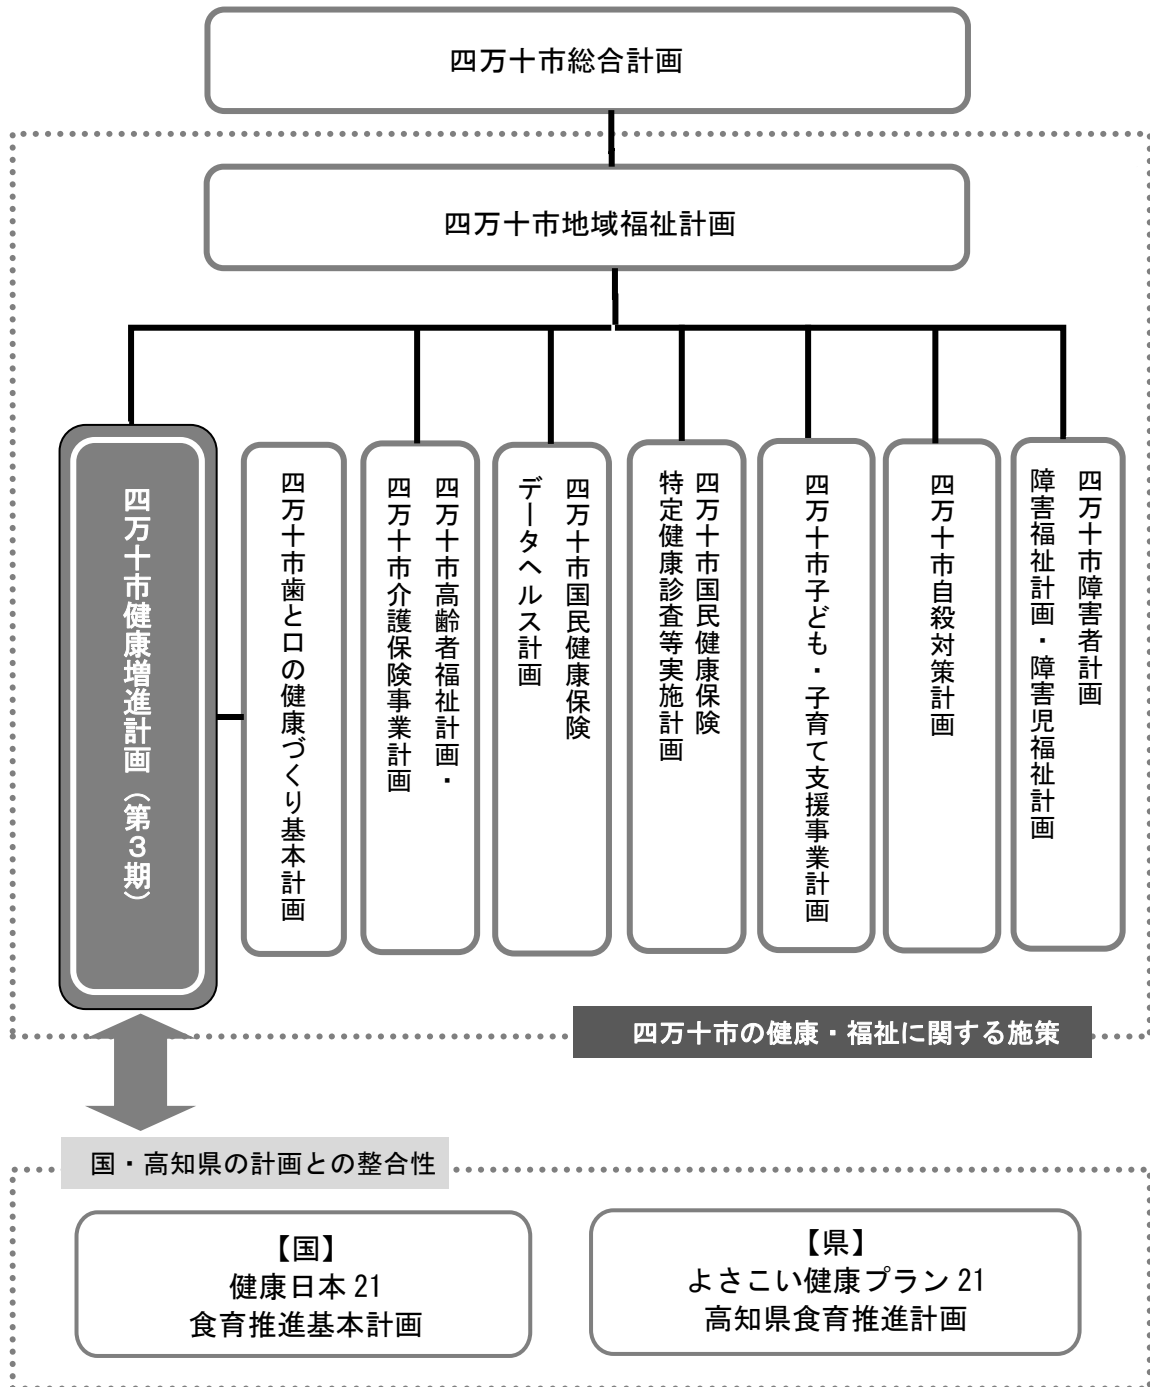 四万十市総合計画
四万十市地域福祉計画
四万十市健康増進計画（第３期）
四万十市歯と口の健康づくり基本計画
四万十市高齢者福祉計画・
四万十市介護保険事業計画
四万十市国民健康保険
データヘルス計画
四万十市国民健康保険
特定健康診査等実施計画
四万十市子ども・子育て支援事業計画
四万十市自殺対策計画
四万十市障害者計画
障害福祉計画・障害児福祉計画
四万十市の健康・福祉に関する施策
国・高知県の計画との整合性
【国】
健康日本 21
食育推進基本計画
【県】
よさこい健康プラン 21
高知県食育推進計画